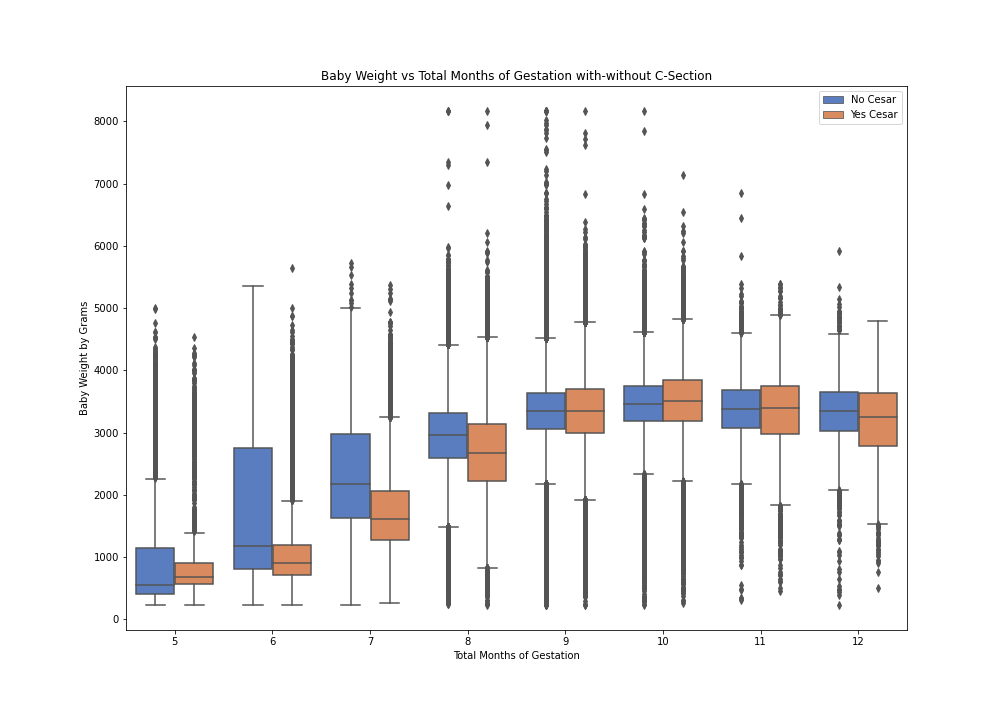 Baby Weight vs Total Months of Gestation with-without C-Section
No Cesar
Yes Cesar
8000
7000
6000
5000
4000
3000
2000
1000
0
Baby Weight by Grams
5 6 7 8 9 10 11 12
Total Months of Gestation